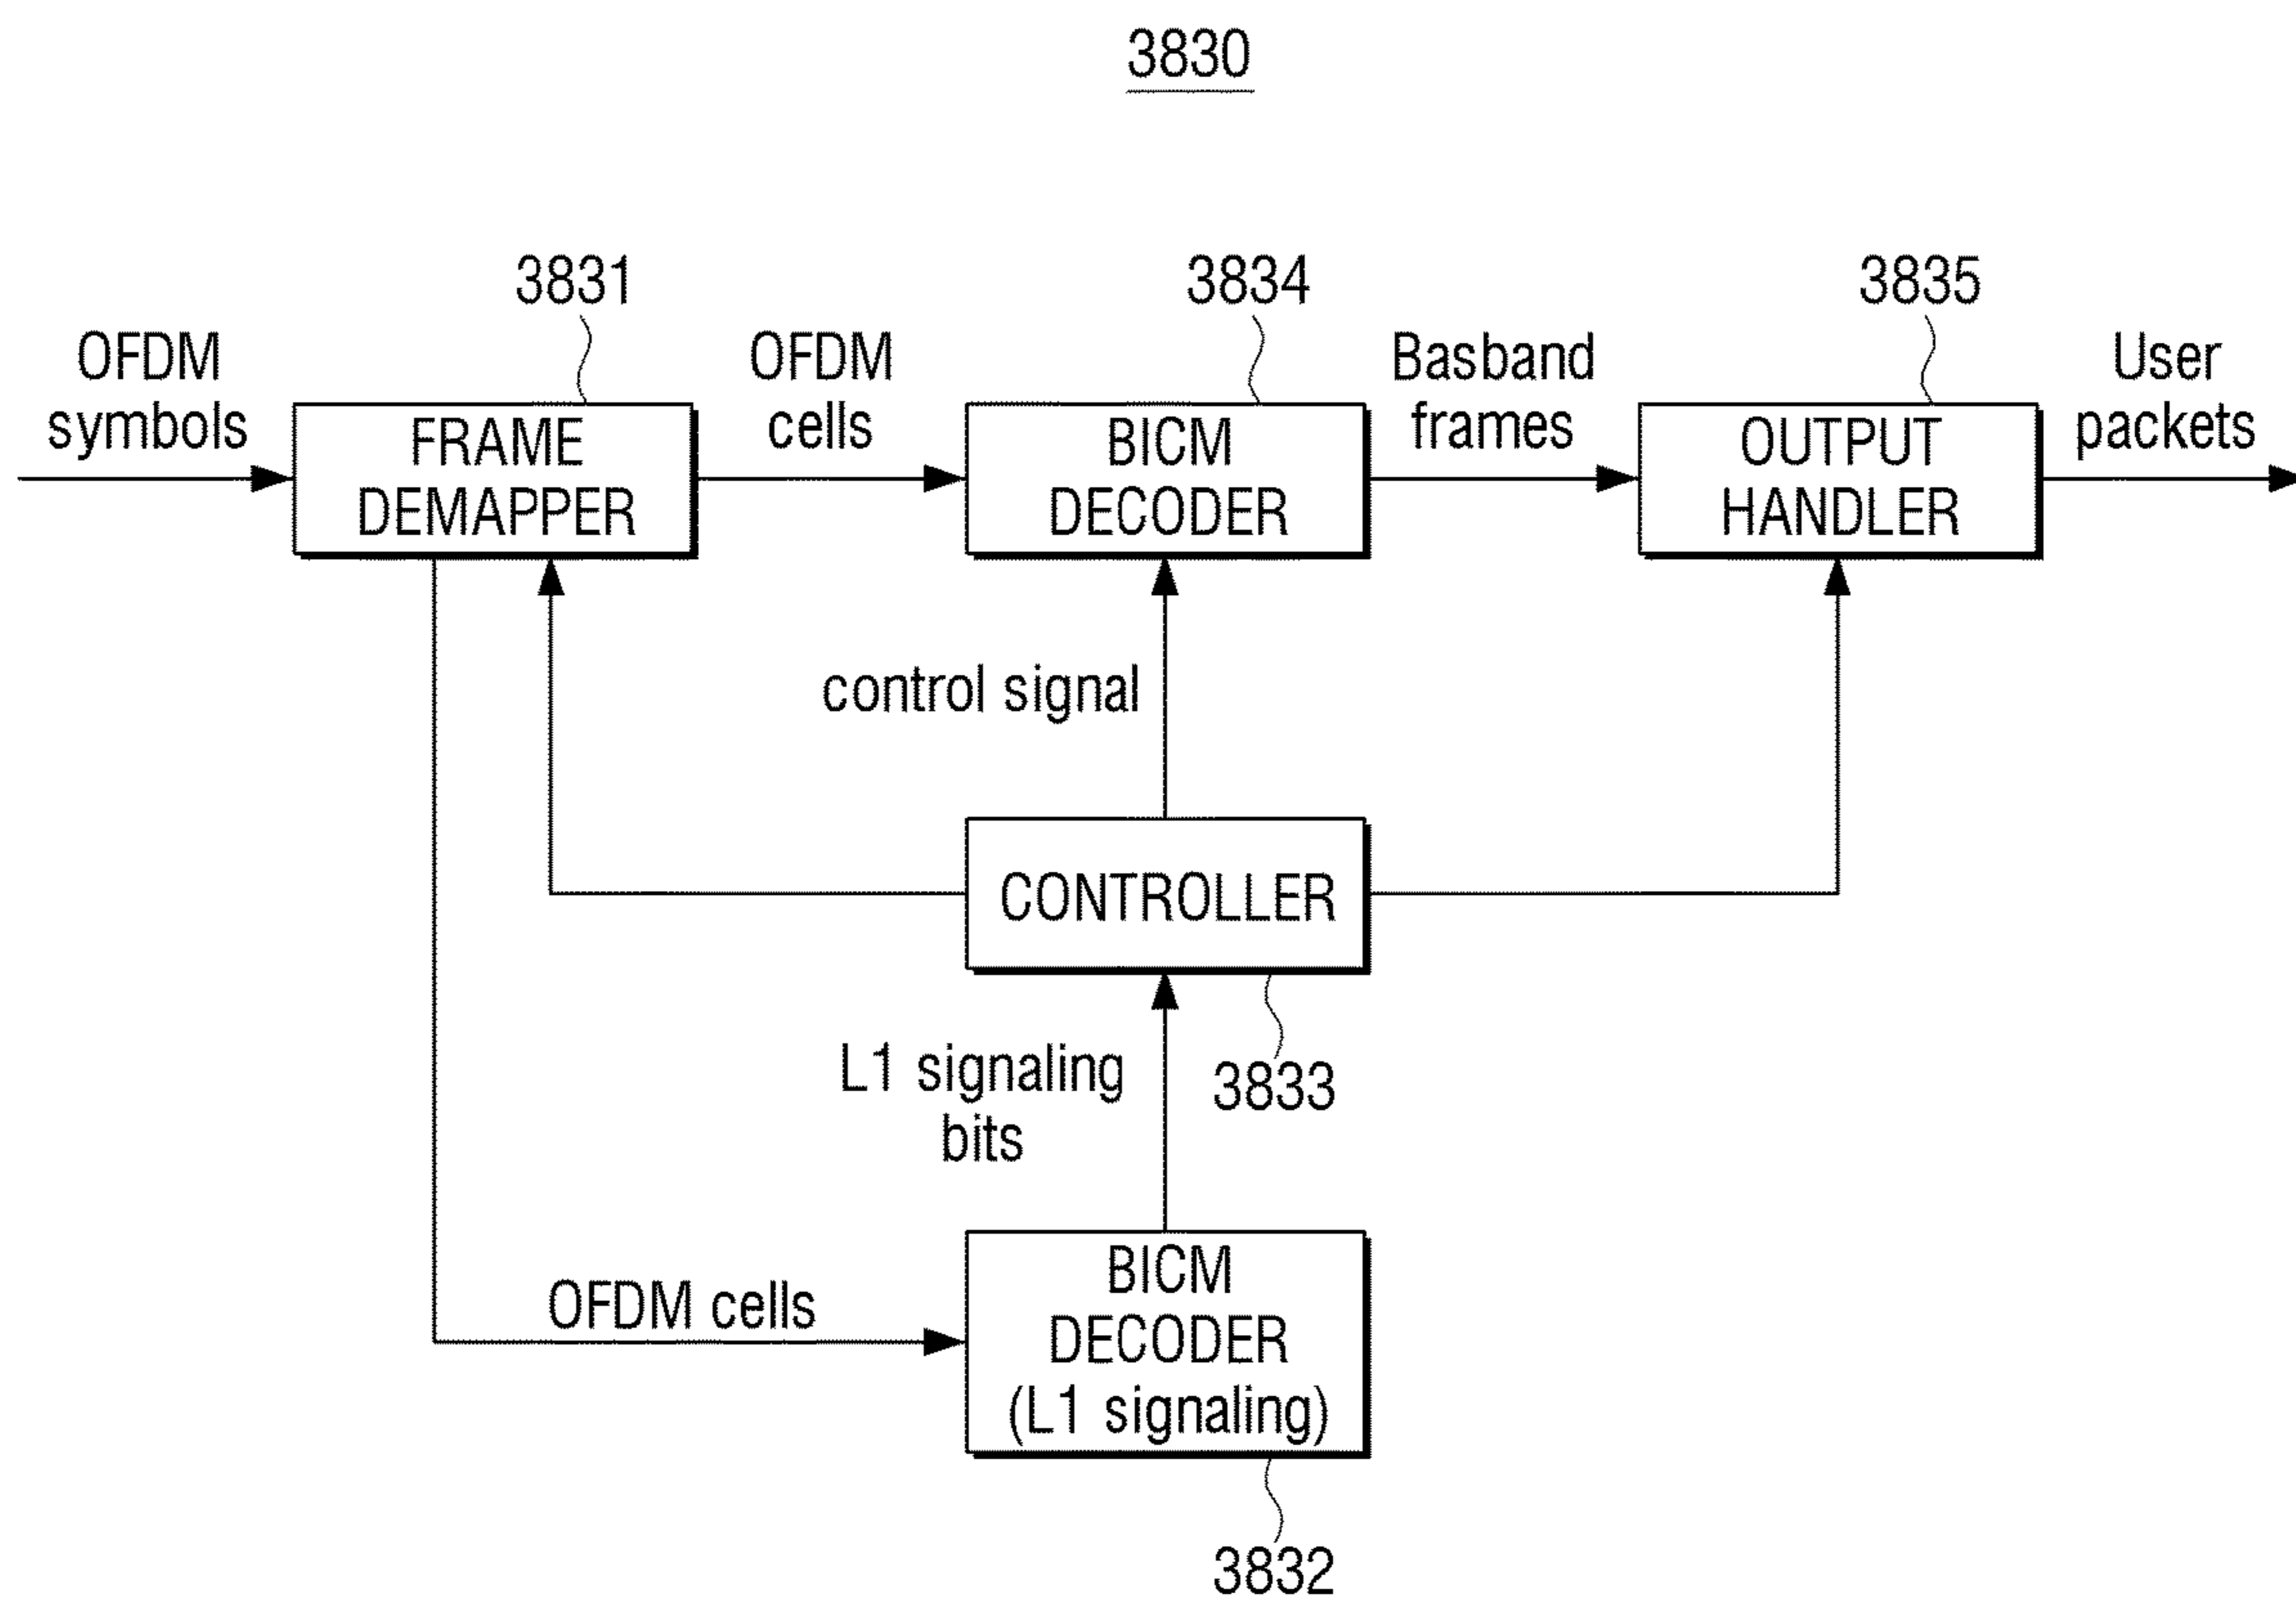 3830
3831
3834
3835
OFDM
symbols
OFDM
cells
Basband
frames
User
packets
FRAME
DEMAPPER
BICM
DECODER
OUTPUT
HANDLER
control signal
CONTROLLER
L1 signaling
bits
3833
OFDM cells
BICM
DECODER
(L1 signaling)
3832